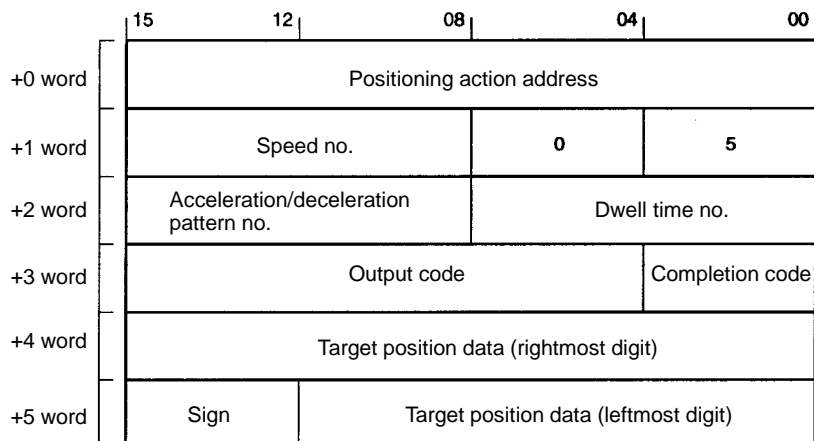 15 12 08 04 00
+0 word Positioning action address
+1 word Speed no. 0 5
+2 word Acceleration/deceleration pattern no. Dwell time no.
+3 word Output code Completion code
+4 word Target position data (rightmost digit)
+5 word Sign Target position data (leftmost digit)